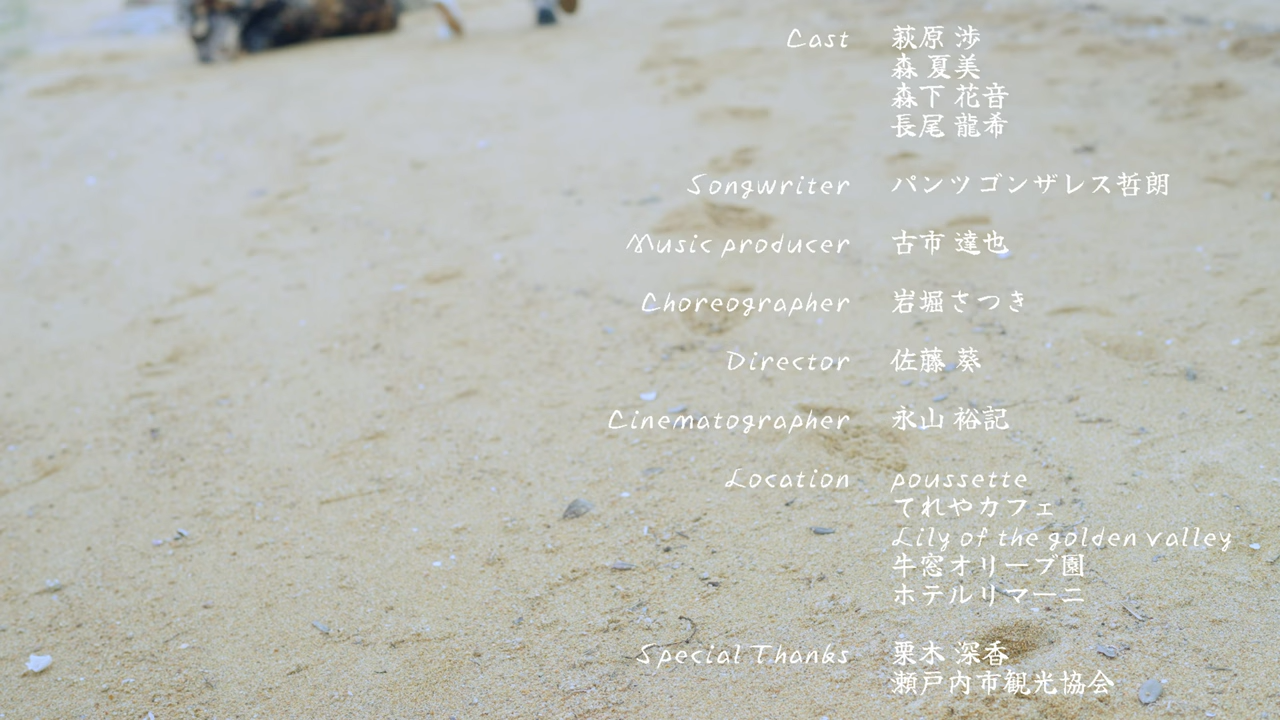 Cast 萩原 渉
森 夏美
森下 花音
長尾 龍希
Songwriter パンツゴンザレス哲朗
Music producer 古市 達也
Choreographer 岩堀さつき
Director 佐藤 葵
Cinematographer 永山 裕記
Location poussette
てれやカフェ
Lily of the golden valley
牛窓オリーブ園
ホテルリマーニ
Special Thanks 栗木 深香
瀬戸内市観光協会